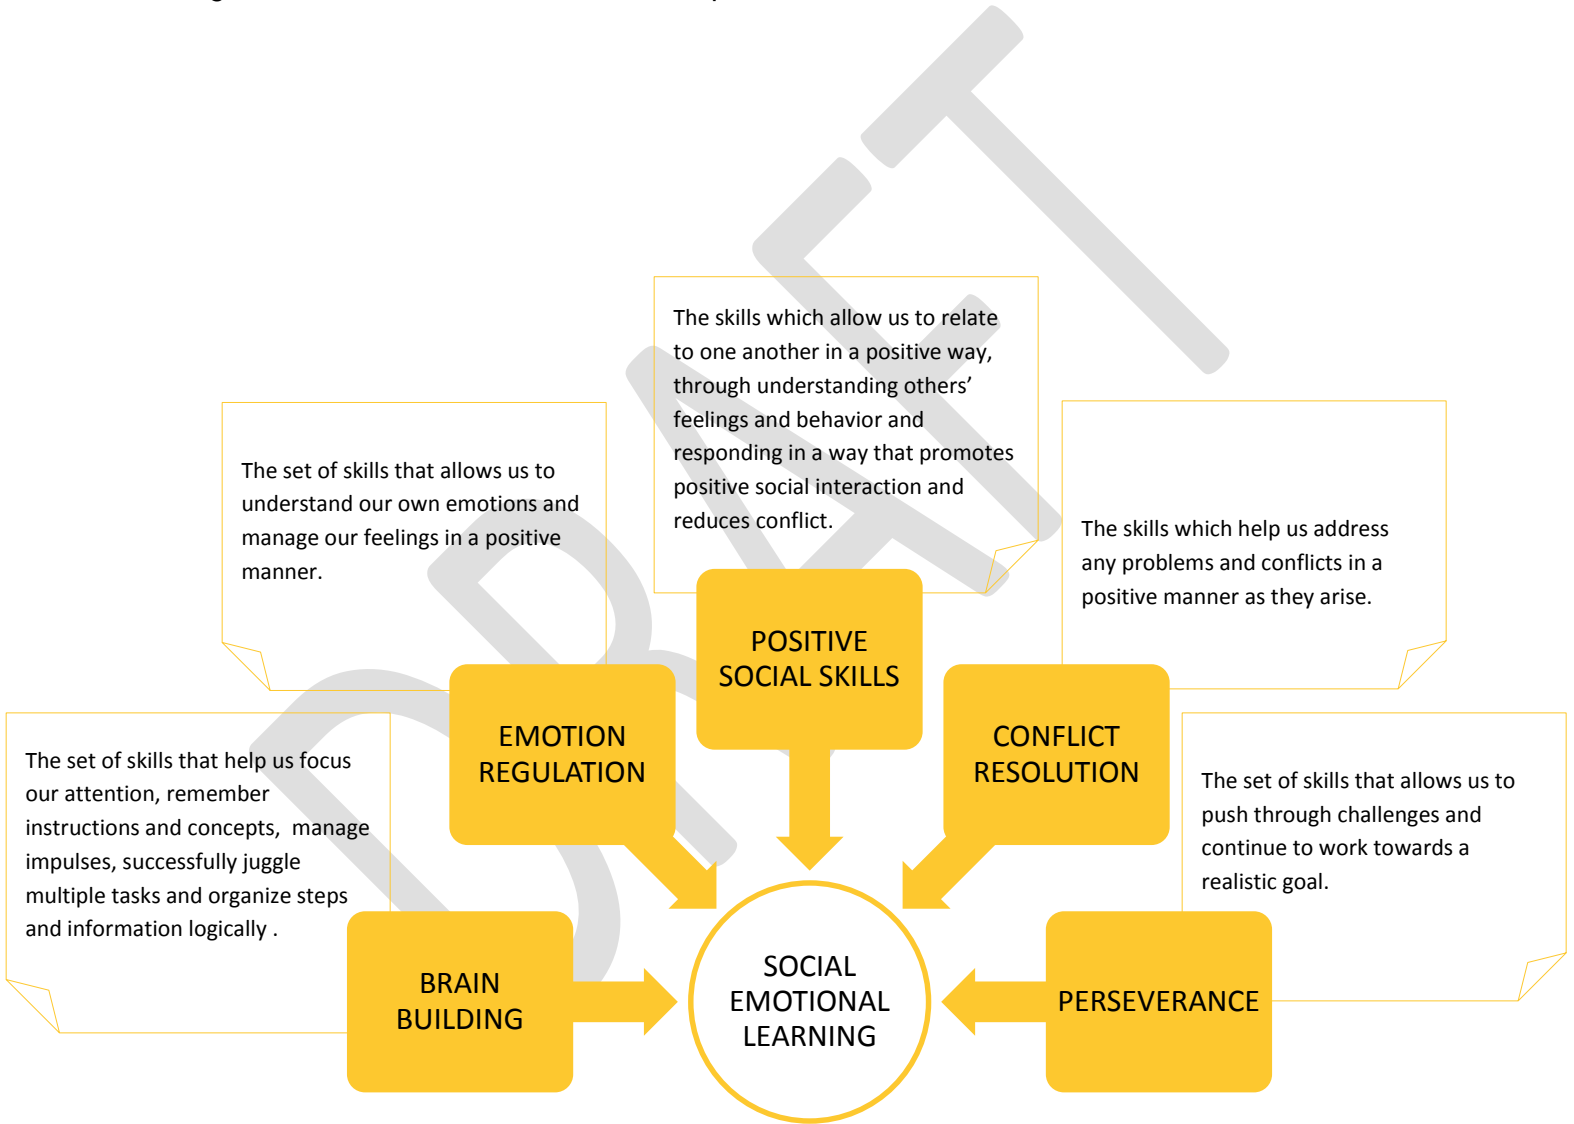 The skills which allow us to relate
to one another in a positive way,
through understanding others’
feelings and behavior and
responding in a way that promotes
positive social interaction and
reduces conflict.
The set of skills that allows us to
understand our own emotions and
manage our feelings in a positive
manner.
The skills which help us address
any problems and conflicts in a
positive manner as they arise.
POSITIVE
SOCIAL SKILLS
EMOTION
REGULATION
CONFLICT
RESOLUTION
The set of skills that help us focus
our attention, remember
instructions and concepts,  manage
impulses, successfully juggle
multiple tasks and organize steps
and information logically .
The set of skills that allows us to
push through challenges and
continue to work towards a
realistic goal.
BRAIN
BUILDING
SOCIAL
EMOTIONAL
LEARNING
PERSEVERANCE
DRAFT